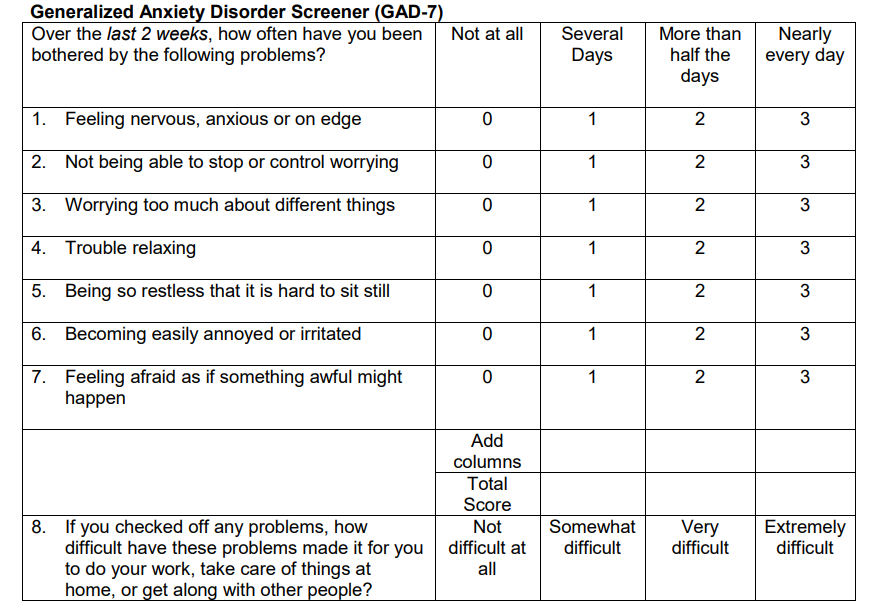 Generalized Anxiety Disorder Screener (GAD-7)
Over the last 2 weeks, how often have you been bothered by the following problems? Not at all Several Days More than half the days Nearly every day
1. Feeling nervous, anxious or on edge 0 1 2 3
2. Not being able to stop or control worrying 0 1 2 3
3. Worrying too much about different things 0 1 2 3
4. Trouble relaxing 0 1 2 3
5. Being so restless that it is hard to sit still 0 1 2 3
6. Becoming easily annoyed or irritated 0 1 2 3
7. Feeling afraid as if something awful might happen 0 1 2 3
Add columns
Total Score
8. If you checked off any problems, how difficult have these problems made it for you to do your work, take care of things at home, or get along with other people? Not difficult at all Somewhat difficult Very difficult Extremely difficult